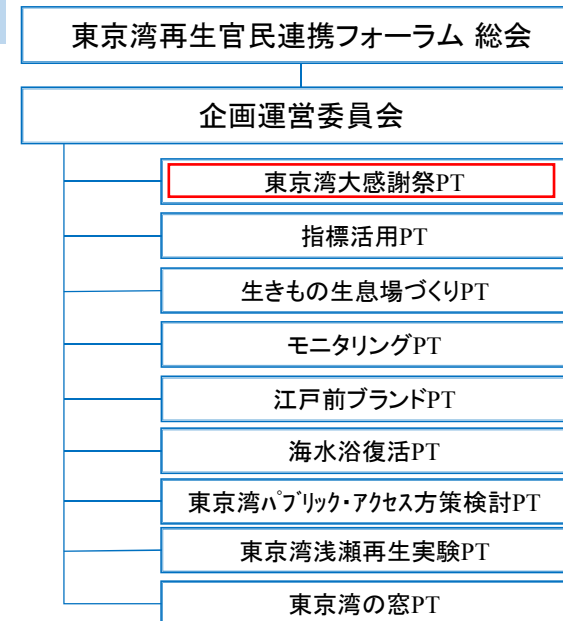 東京湾再生官民連携フォーラム 総会
企画運営委員会
東京湾大感謝祭PT
指標活用PT
生きもの生息場づくりPT
モニタリングPT
江戸前ブランドPT
海水浴復活PT
東京湾ﾊﾟﾌﾞﾘｯｸ・ｱｸｾｽ方策検討PT
東京湾浅瀬再生実験PT
東京湾の窓PT